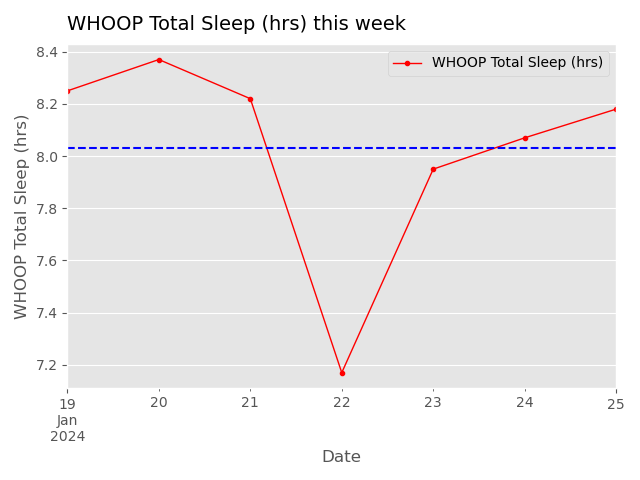 WHOOP Total Sleep (hrs) this week
WHOOP Total Sleep (hrs)
WHOOP Total Sleep (hrs)
8.4
8.2
8.0
7.8
7.6
7.4
7.2
19 20 21 22 23 24 25
Jan
2024
Date